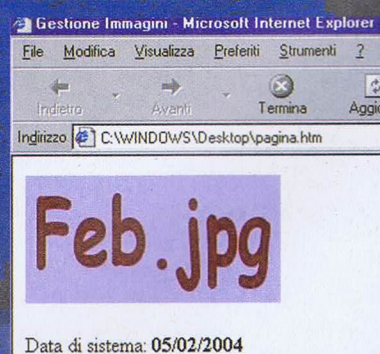 Gestione Immagini - Microsoft Internet Explorer
File Modifica Visualizza Preferiti Strumenti ?
Indietro Avanti Termina Aggio
Indirizzo C:\WINDOWS\Desktop\pagina.htm
Feb.jpg
Data di sistema: 05/02/2004